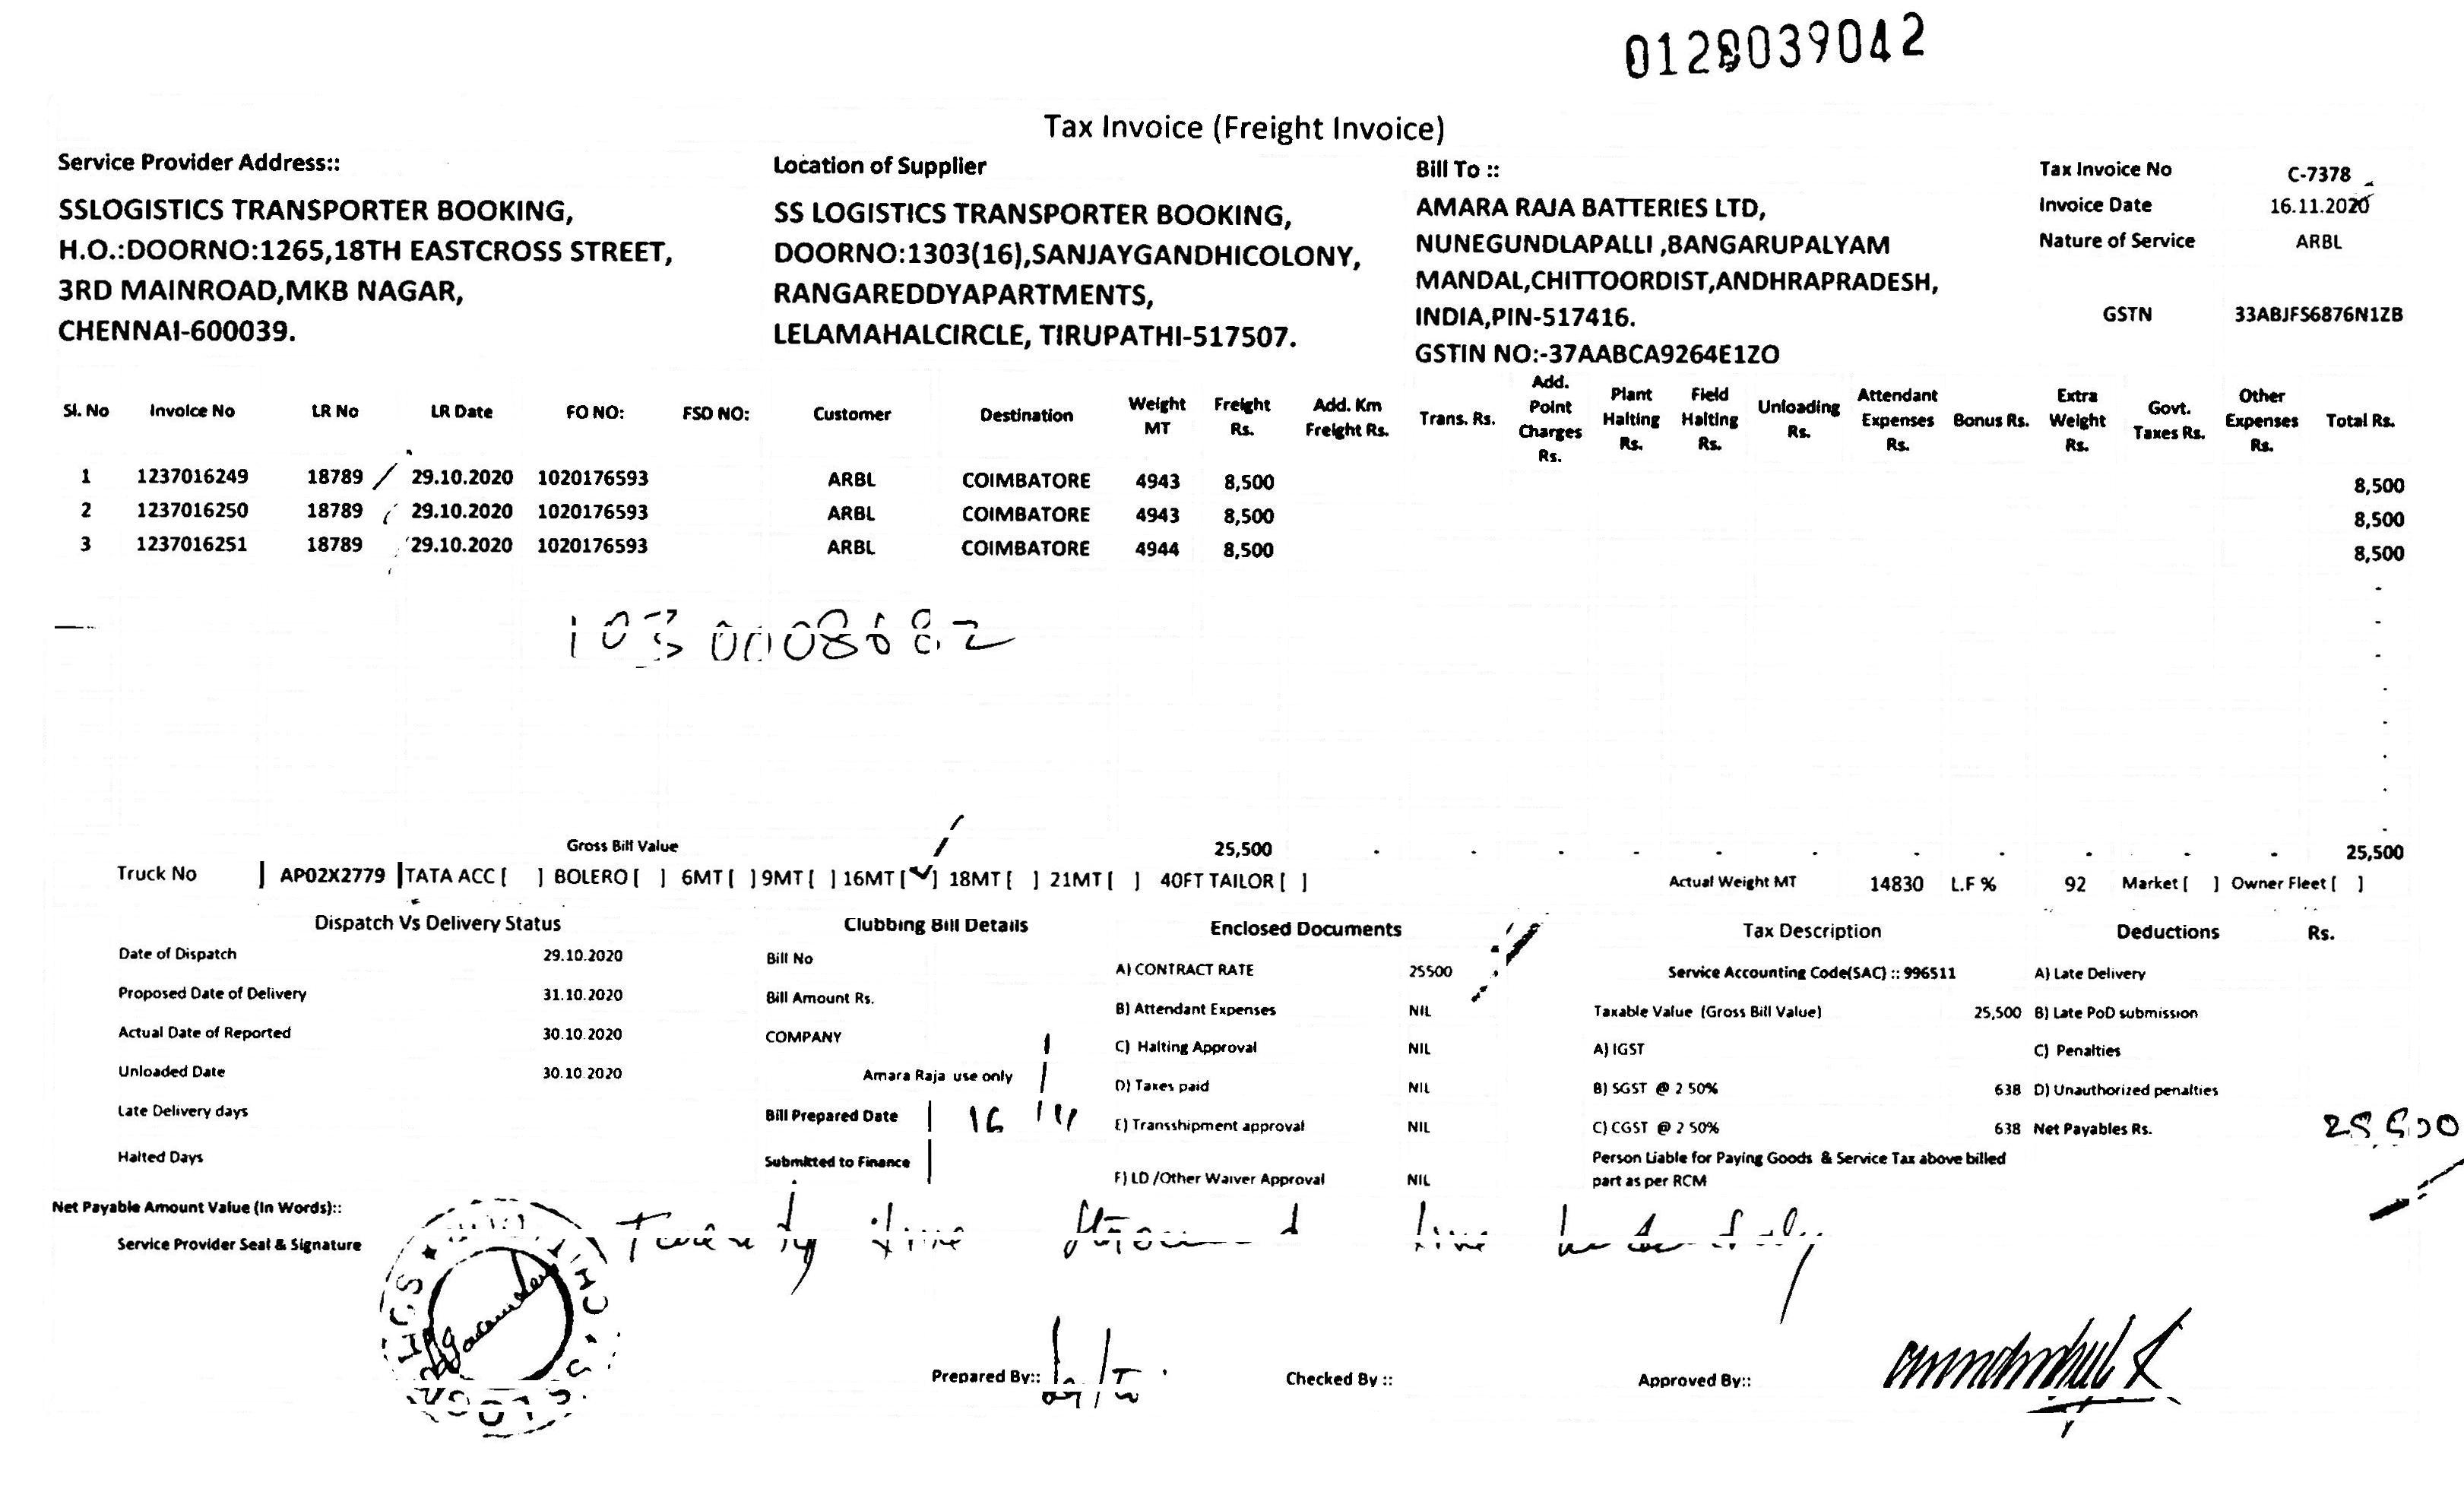 0128039042
Tax Invoice (Freight Invoice)
Service Provider Address::
SSLOGISTICS TRANSPORTER BOOKING,
H.O.:DOORNO:1265,18TH EASTCROSS STREET,
3RD MAINROAD,MKB NAGAR,
CHENNAI-600039.
Location of Supplier
SS LOGISTICS TRANSPORTER BOOKING,
DOORNO:1303(16),SANJAYGANDHICOLONY,
RANGAREDDYAPARTMENTS,
LELAMAHALCIRCLE, TIRUPATHI-517507.
Bill To ::
AMARA RAJA BATTERIES LTD,
NUNEGUNDLAPALLI ,BANGARUPALYAM
MANDAL,CHITTOORDIST,ANDHRAPRADESH,
INDIA,PIN-517416.
GSTIN NO:-37AABCA9264E1ZO
Tax Invoice No C-7378
Invoice Date 16.11.2020
Nature of Service ARBL
GSTN 33ABJFS6876N1ZB
Sl. No Invoice No LR No LR Date FO NO: FSD NO: Customer Destination Weight MT Freight Rs. Add. Km Freight Rs. Trans. Rs. Add. Point Charges Rs. Plant Halting Rs. Field Halting Rs. Unloading Rs. Attendant Expenses Rs. Bonus Rs. Extra Weight Rs. Govt. Taxes Rs. Other Expenses Rs. Total Rs.
1 1237016249 18789 29.10.2020 1020176593 ARBL COIMBATORE 4943 8,500 8,500
2 1237016250 18789 29.10.2020 1020176593 ARBL COIMBATORE 4943 8,500 8,500
3 1237016251 18789 29.10.2020 1020176593 ARBL COIMBATORE 4944 8,500 8,500
1030008682
Gross Bill Value 25,500 - - - - - - - - - - - - 25,500
Truck No | AP02X2779 | TATA ACC [ ] BOLERO [ ] 6MT [ ] 9MT [ ] 16MT [✓] 18MT [ ] 21MT [ ] 40FT TAILOR [ ] Actual Weight MT 14830 L.F % 92 Market [ ] Owner Fleet [ ]
Dispatch Vs Delivery Status
Date of Dispatch 29.10.2020
Proposed Date of Delivery 31.10.2020
Actual Date of Reported 30.10.2020
Unloaded Date 30.10.2020
Late Delivery days
Halted Days
Clubbing Bill Details
Bill No
Bill Amount Rs.
COMPANY
Amara Raja use only
Bill Prepared Date 16
Submitted to Finance
Enclosed Documents
A) CONTRACT RATE 25500
B) Attendant Expenses NIL
C) Halting Approval NIL
D) Taxes paid NIL
E) Transshipment approval NIL
F) LD /Other Waiver Approval NIL
Tax Description
Service Accounting Code(SAC) :: 996511
Taxable Value (Gross Bill Value) 25,500
A) IGST
B) SGST @ 2 50% 638
C) CGST @ 2 50% 638
Person Liable for Paying Goods & Service Tax above billed
part as per RCM
Deductions Rs.
A) Late Delivery
B) Late PoD submission
C) Penalties
D) Unauthorized penalties
Net Payables Rs. 25,500
Net Payable Amount Value (In Words)::
Twenty five thousand five
Service Provider Seal & Signature
Prepared By::
Checked By ::
Approved By::